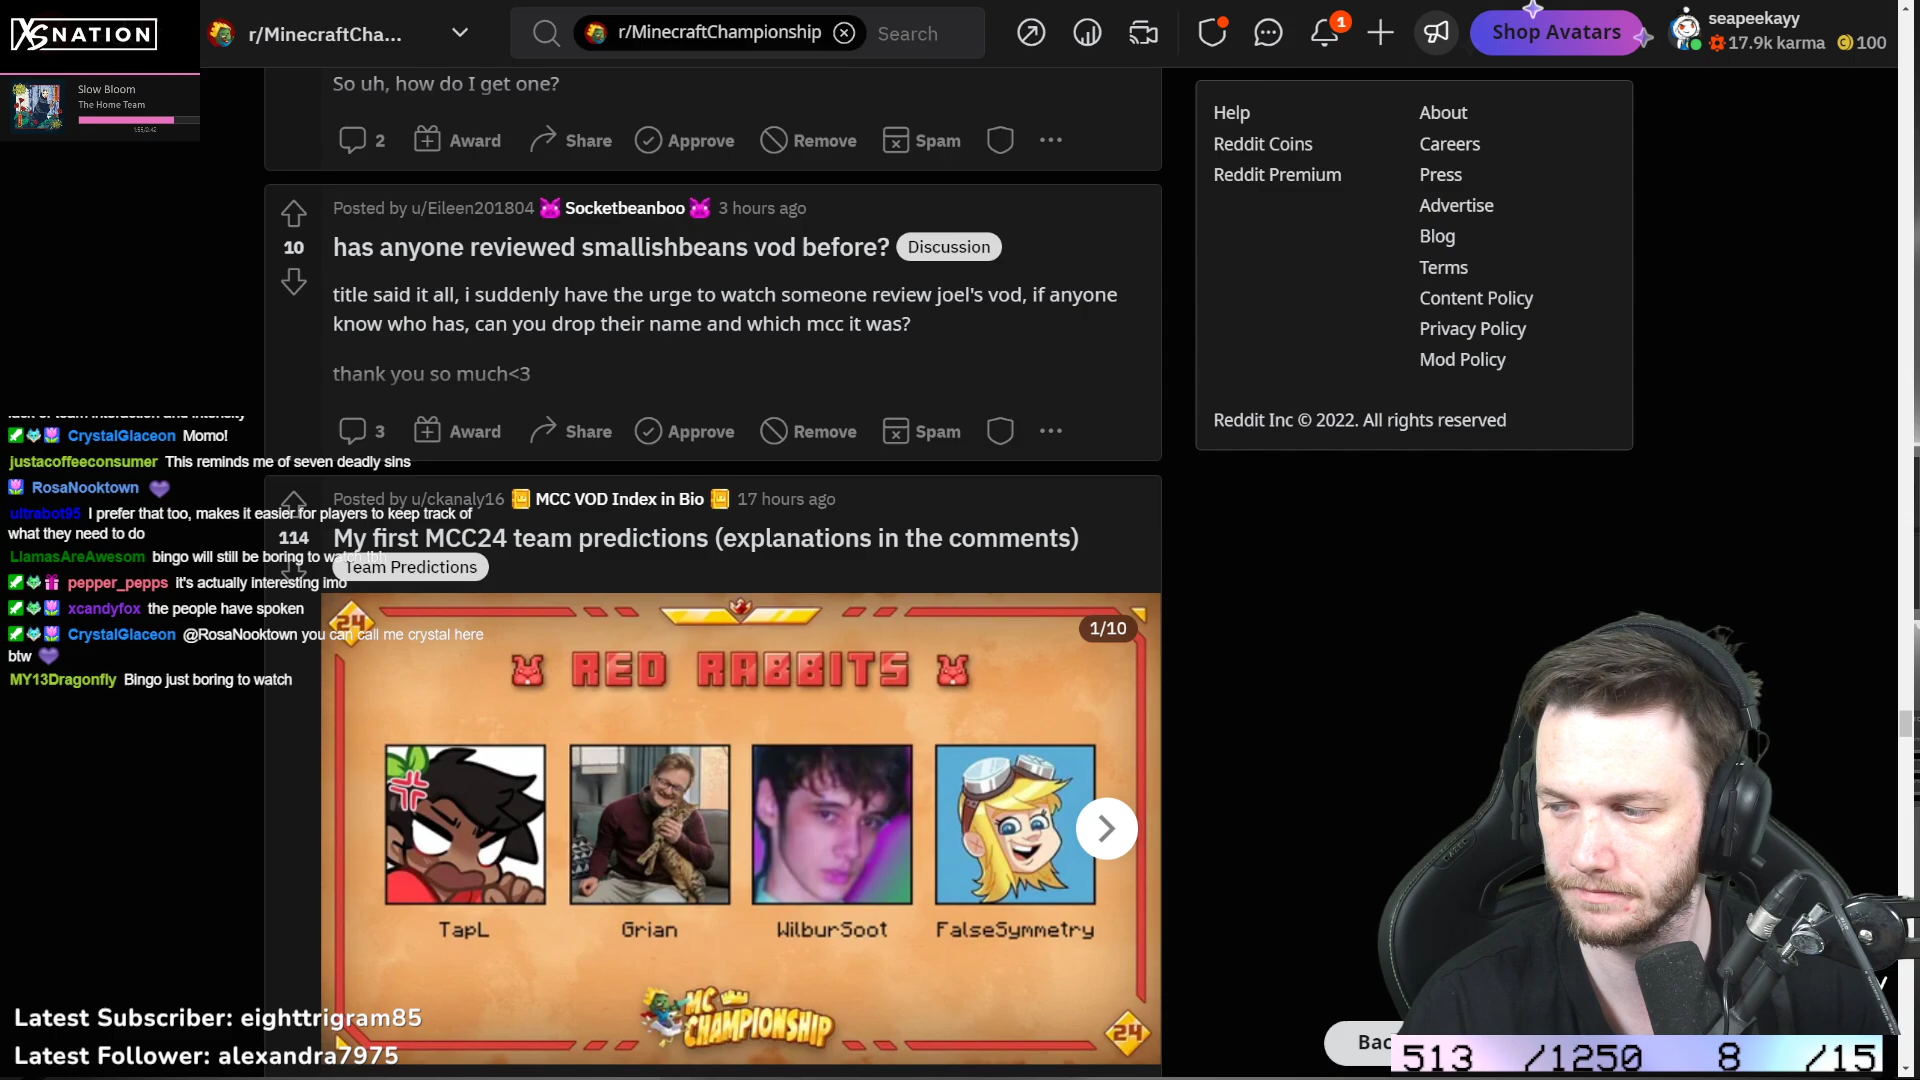 XSNATION
r/MinecraftCha...
r/MinecraftChampionship
Search
1
Shop Avatars
seapeekayy
17.9k karma
100
Slow Bloom
The Home Team
So uh, how do I get one?
2 Award Share Approve Remove Spam
Posted by u/Eileen201804 Socketbeanboo 3 hours ago
10
has anyone reviewed smallishbeans vod before? Discussion
title said it all, i suddenly have the urge to watch someone review joel's vod, if anyone
know who has, can you drop their name and which mcc it was?
thank you so much<3
3 Award Share Approve Remove Spam
Help
Reddit Coins
Reddit Premium
About
Careers
Press
Advertise
Blog
Terms
Content Policy
Privacy Policy
Mod Policy
Reddit Inc © 2022. All rights reserved
lack of team interaction and intensity
CrystalGlaceon Momo!
justacoffeeconsumer This reminds me of seven deadly sins
RosaNooktown
ultrabot95 I prefer that too, makes it easier for players to keep track of
what they need to do
LlamasAreAwesom bingo will still be boring to watch tbh
pepper_pepps it's actually interesting imo
xcandyfox the people have spoken
CrystalGlaceon @RosaNooktown you can call me crystal here
btw
MY13Dragonfly Bingo just boring to watch
Posted by u/ckanaly16 MCC VOD Index in Bio 17 hours ago
114
My first MCC24 team predictions (explanations in the comments)
Team Predictions
24
1/10
RED RABBITS
TapL
Grian
WilburSoot
FalseSymmetry
MC
CHAMPIONSHIP
24
Latest Subscriber: eighttrigram85
Latest Follower: alexandra7975
Bac
513 /1250 8 /15